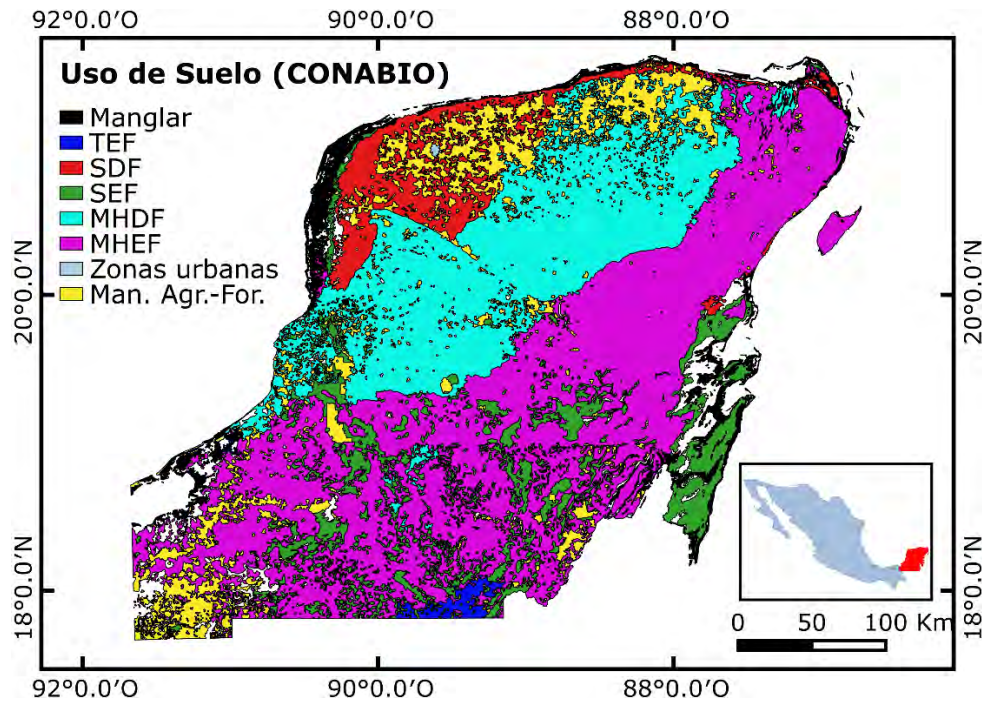 92°0.0'O 90°0.0'O 88°0.0'O
Uso de Suelo (CONABIO)
Manglar
TEF
SDF
SEF
MHDF
MHEF
Zonas urbanas
Man. Agr.-For.
20°0.0'N
20°0.0'N
18°0.0'N
18°0.0'N
0 50 100 Km
92°0.0'O 90°0.0'O 88°0.0'O